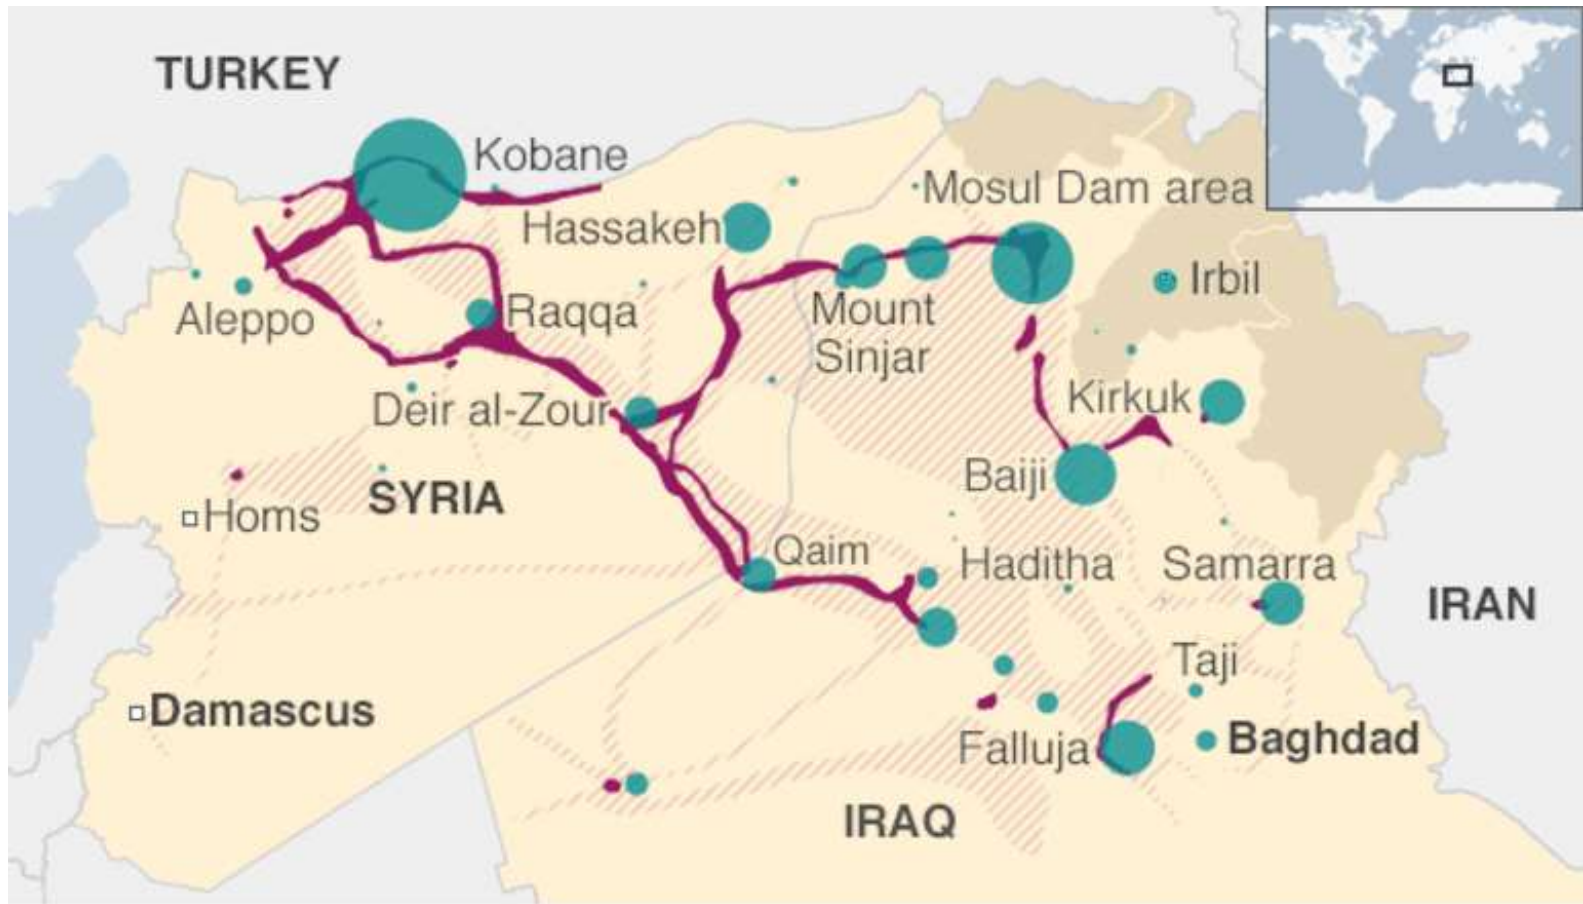 TURKEY
Kobane
Mosul Dam area
Hassakeh
Irbil
Aleppo
Raqqa
Mount
Sinjar
Deir al-Zour
Kirkuk
Baiji
SYRIA
Homs
Qaim
Haditha
Samarra
IRAN
Taji
Damascus
Falluja
Baghdad
IRAQ